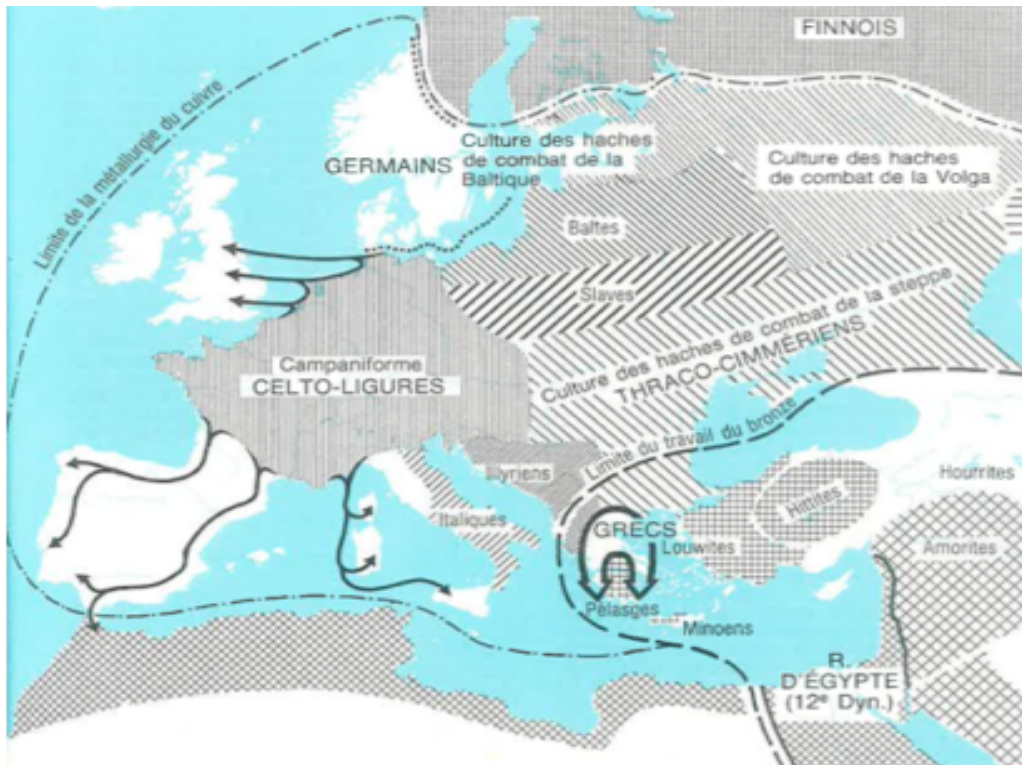 FINNOIS
Limite de la métallurgie du cuivre
Culture des haches
de combat de la
Baltique
GERMAINS
Culture des haches
de combat de la Volga
Baltes
Slaves
Culture des haches de combat de la steppe
THRACO-CIMMÉRIENS
Campaniforme
CELTO-LIGURES
Limite du travail du bronze
Illyriens
Italiques
GRECS
Louwites
Hittites
Hourrites
Amorites
Pélasges
Minoens
R.
D'ÉGYPTE
(12e Dyn.)